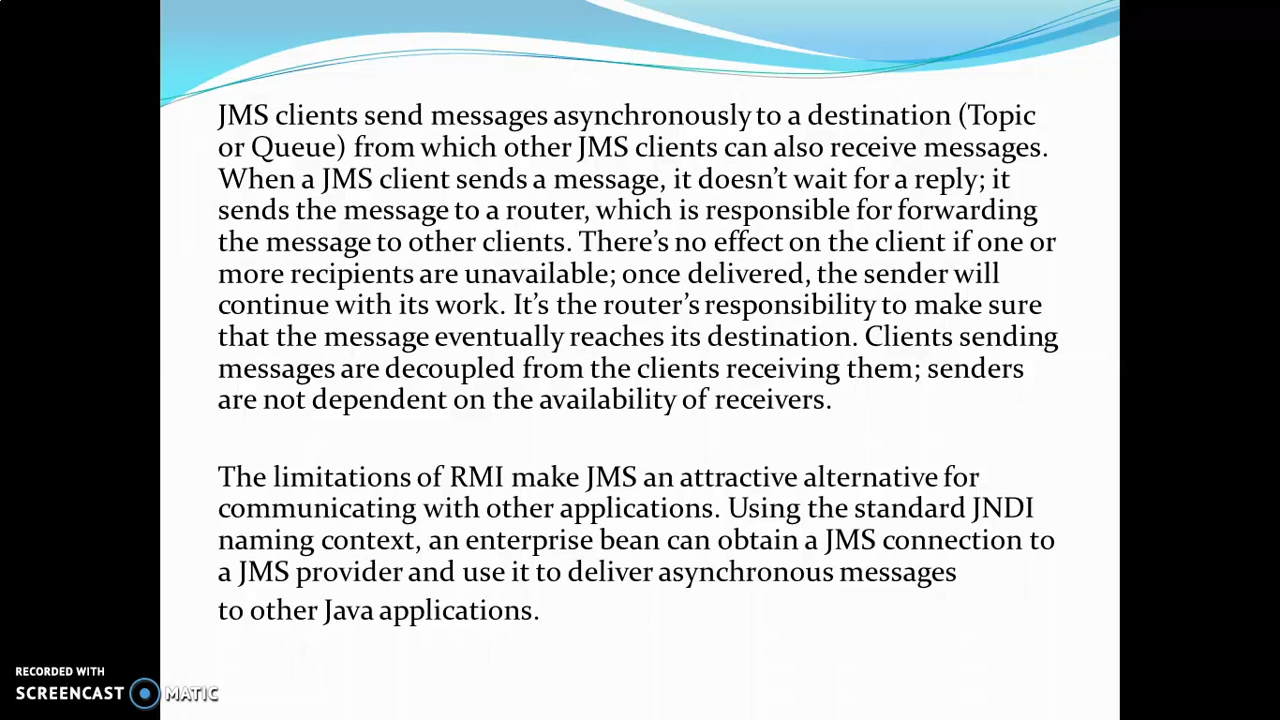 JMS clients send messages asynchronously to a destination (Topic
or Queue) from which other JMS clients can also receive messages.
When a JMS client sends a message, it doesn't wait for a reply; it
sends the message to a router, which is responsible for forwarding
the message to other clients. There's no effect on the client if one or
more recipients are unavailable; once delivered, the sender will
continue with its work. It's the router's responsibility to make sure
that the message eventually reaches its destination. Clients sending
messages are decoupled from the clients receiving them; senders
are not dependent on the availability of receivers.
The limitations of RMI make JMS an attractive alternative for
communicating with other applications. Using the standard JNDI
naming context, an enterprise bean can obtain a JMS connection to
a JMS provider and use it to deliver asynchronous messages
to other Java applications.
RECORDED WITH
SCREENCAST MATIC